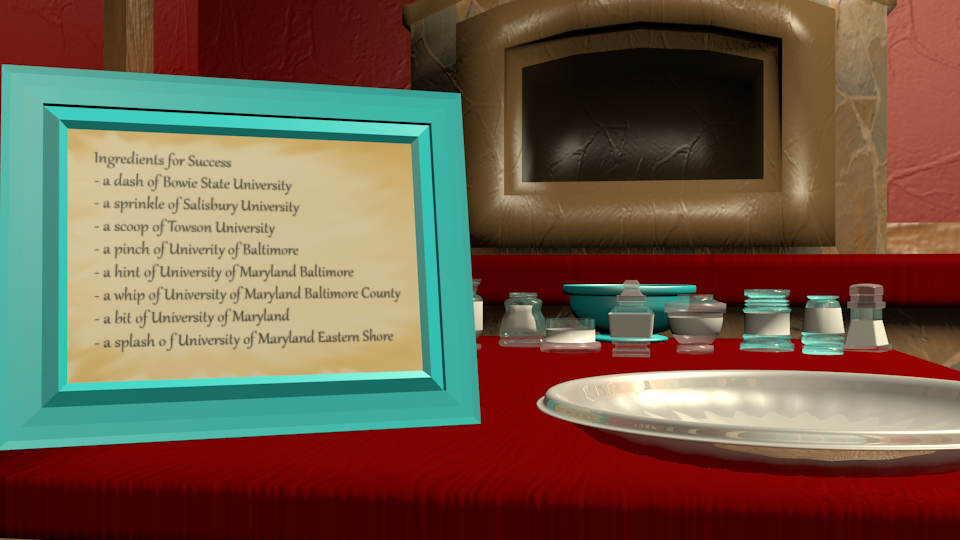 Ingredients for Success
- a dash of Bowie State University
- a sprinkle of Salisbury University
- a scoop of Towson University
- a pinch of Univerity of Baltimore
- a hint of University of Maryland Baltimore
- a whip of University of Maryland Baltimore County
- a bit of University of Maryland
- a splash o f University of Maryland Eastern Shore